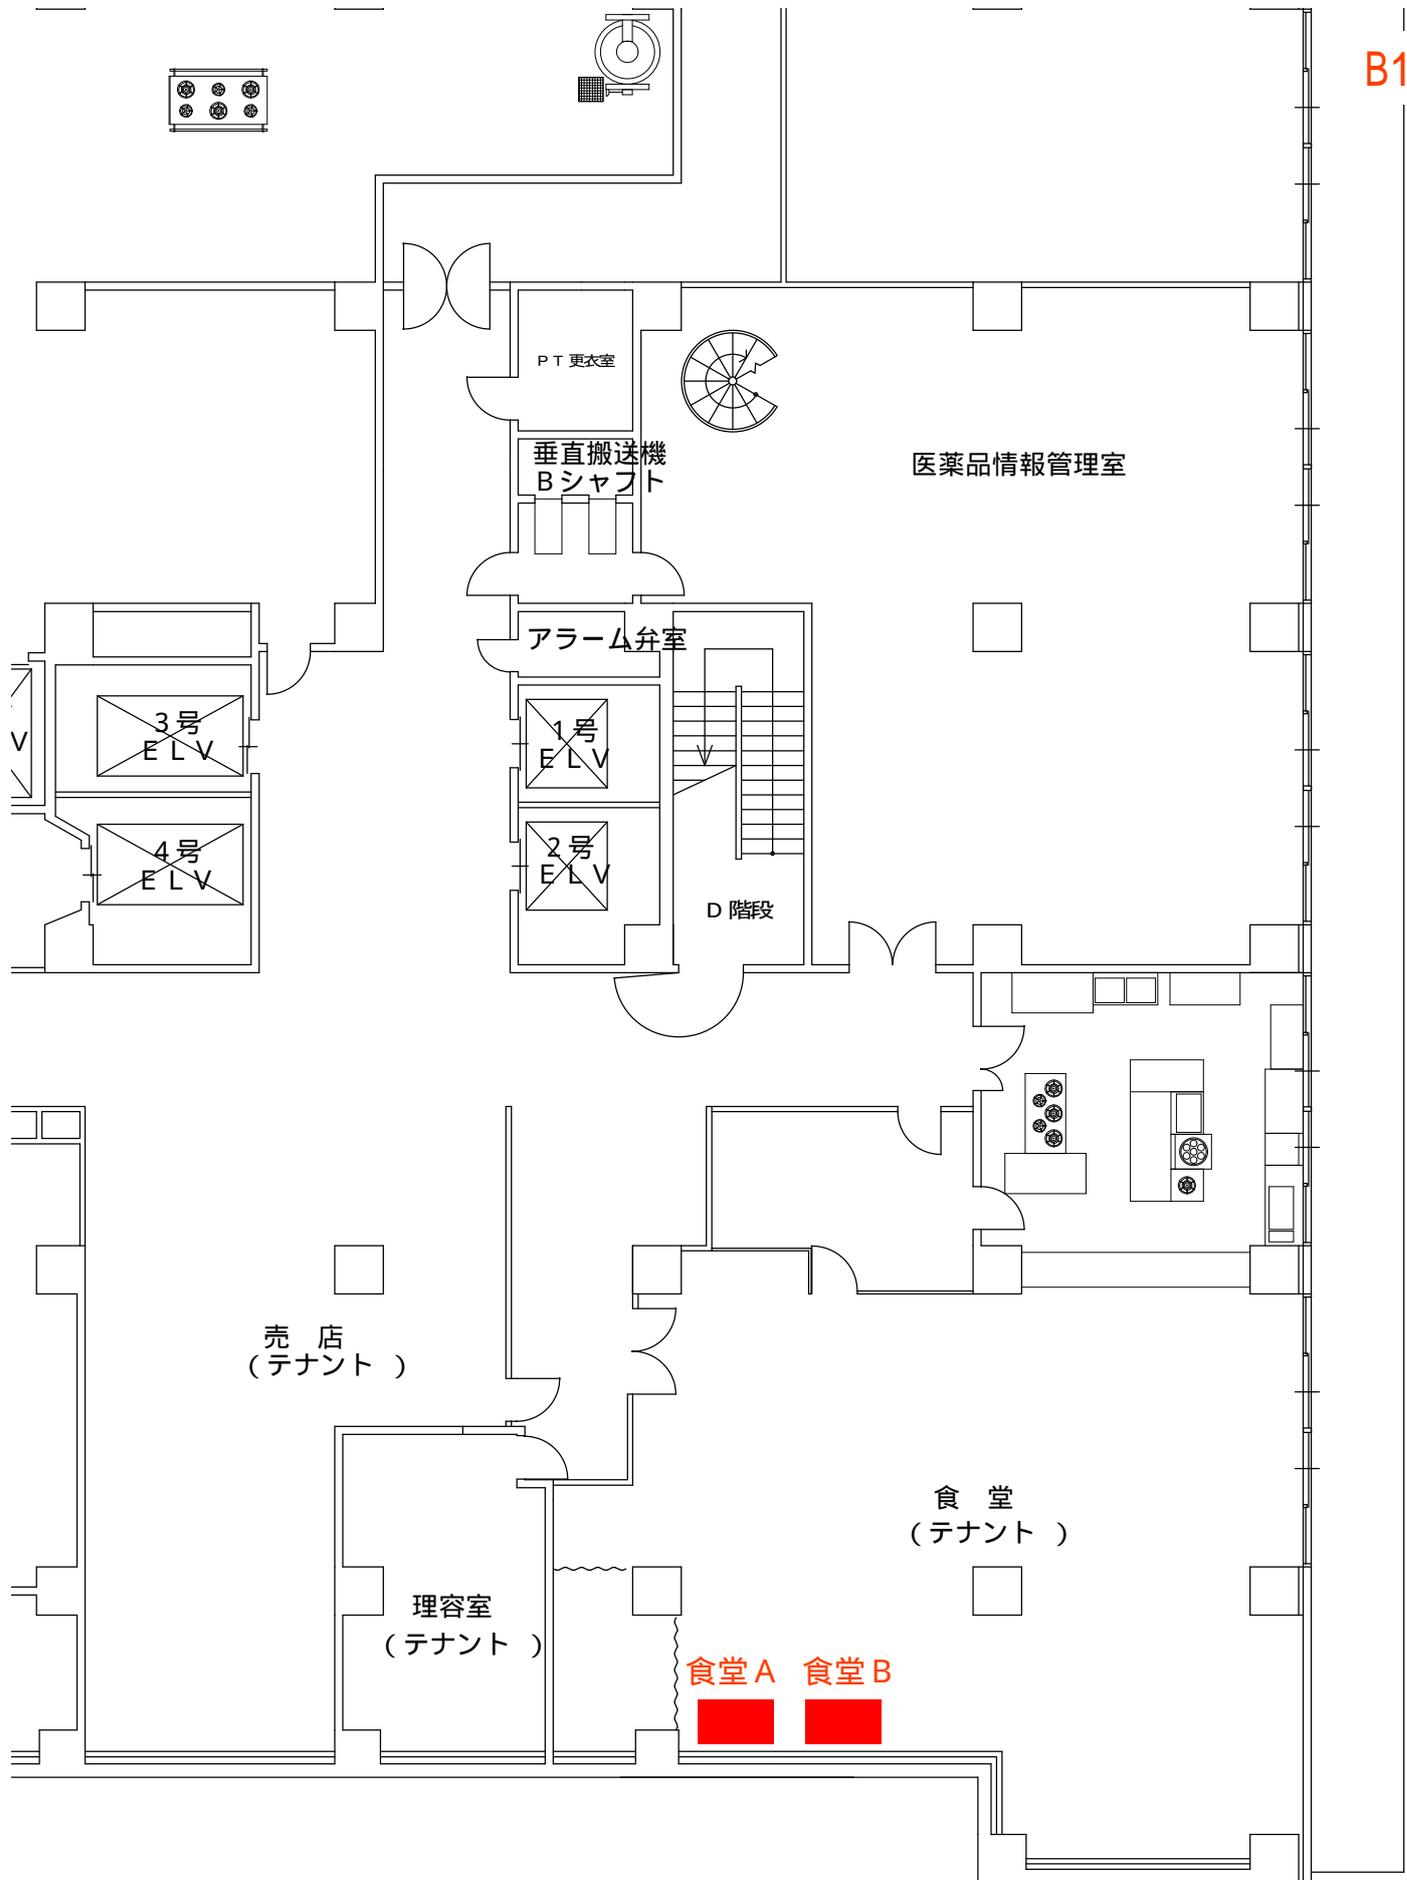 B1
ＰＴ更衣室
垂直搬送機
Ｂシャフト
医薬品情報管理室
アラーム弁室
３号
ＥＬＶ
１号
ＥＬＶ
Ｖ
４号
ＥＬＶ
２号
ＥＬＶ
Ｄ階段
売　店
（テナント　）
食　堂
（テナント　）
理容室
（テナント　）
食堂A
食堂B